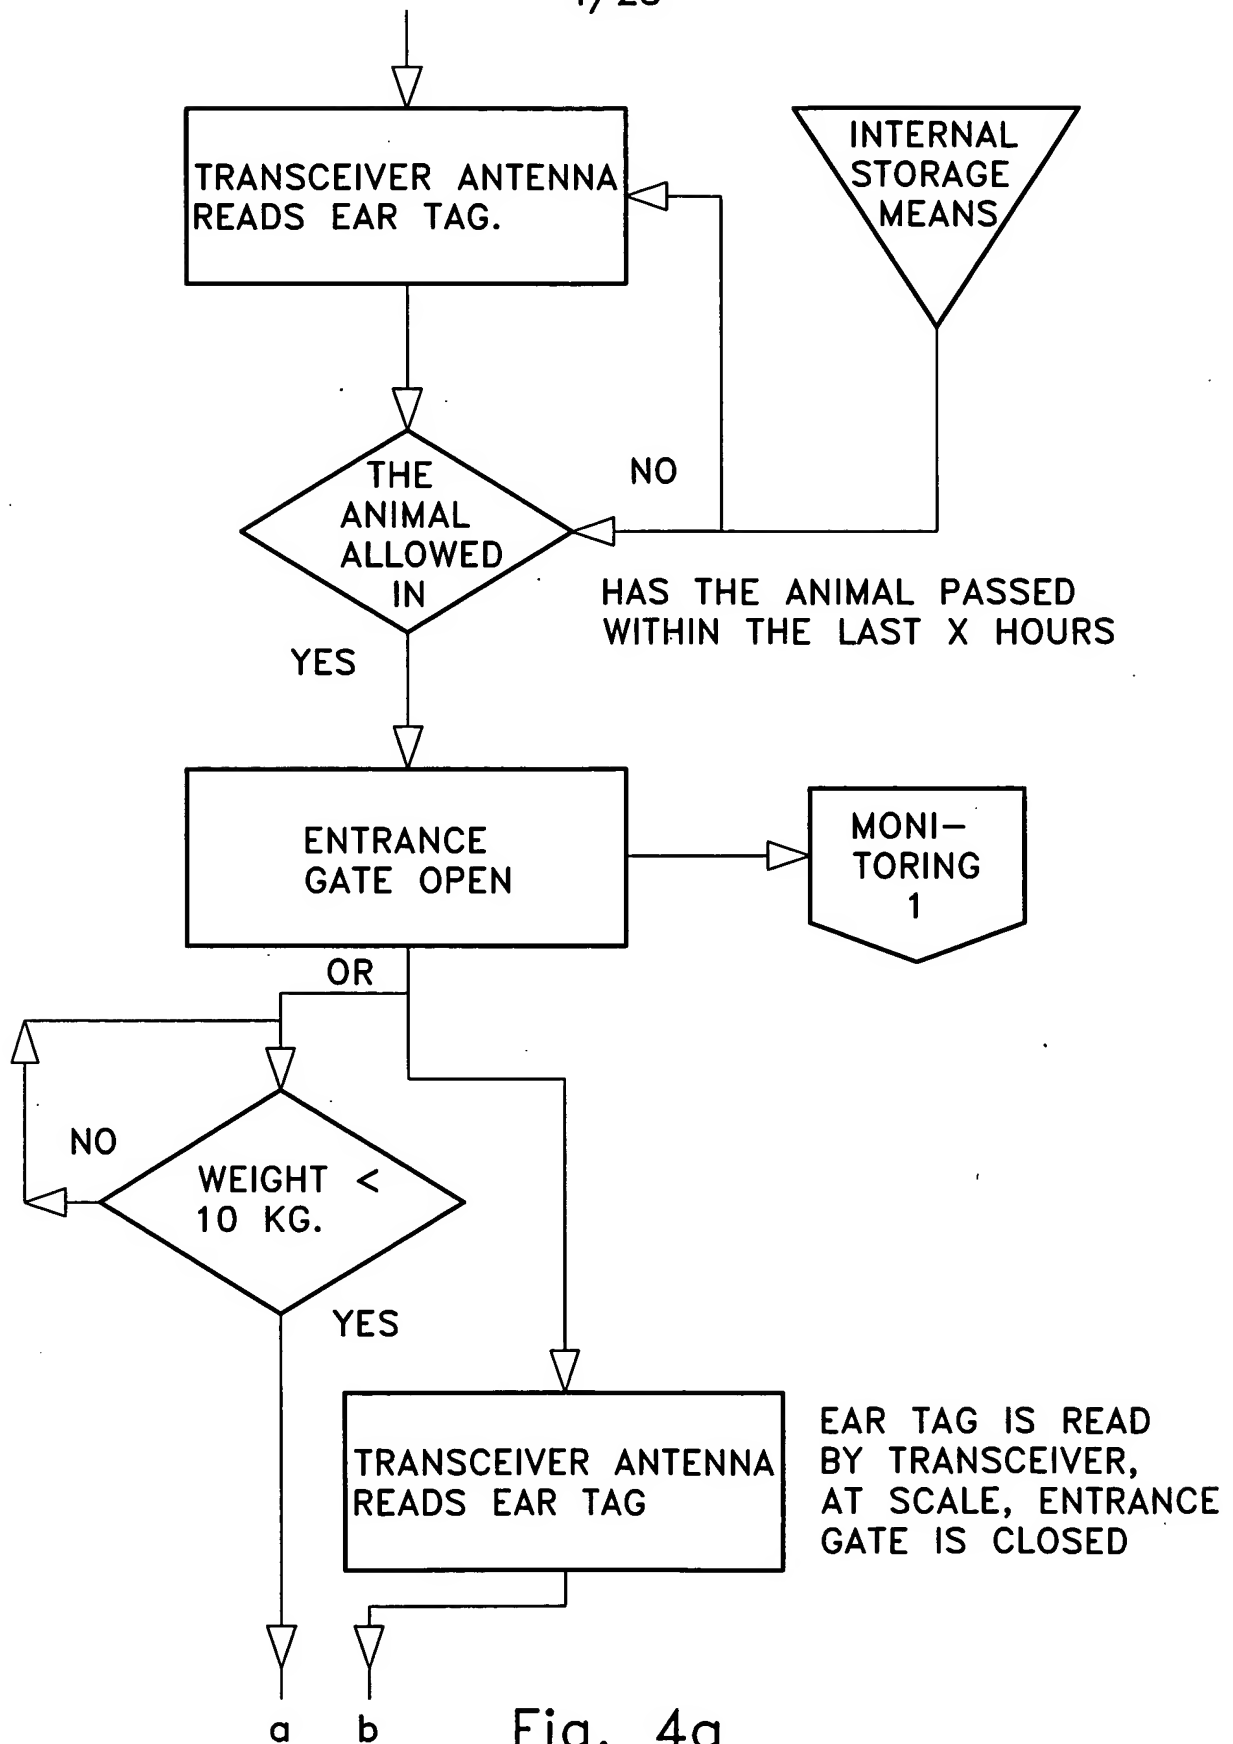 TRANSCEIVER ANTENNA
READS EAR TAG.
INTERNAL
STORAGE
MEANS
THE
ANIMAL
ALLOWED
IN
NO
HAS THE ANIMAL PASSED
WITHIN THE LAST X HOURS
YES
ENTRANCE
GATE OPEN
MONI-
TORING
1
OR
NO
WEIGHT <
10 KG.
YES
TRANSCEIVER ANTENNA
READS EAR TAG
EAR TAG IS READ
BY TRANSCEIVER,
AT SCALE, ENTRANCE
GATE IS CLOSED
a b
Fig. 4a